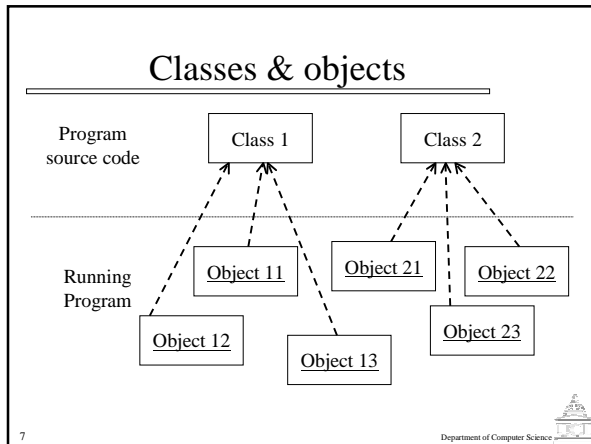 Classes & objects
Program
source code
Class 1
Class 2
Running
Program
Object 11
Object 21
Object 22
Object 12
Object 13
Object 23
7
Department of Computer Science